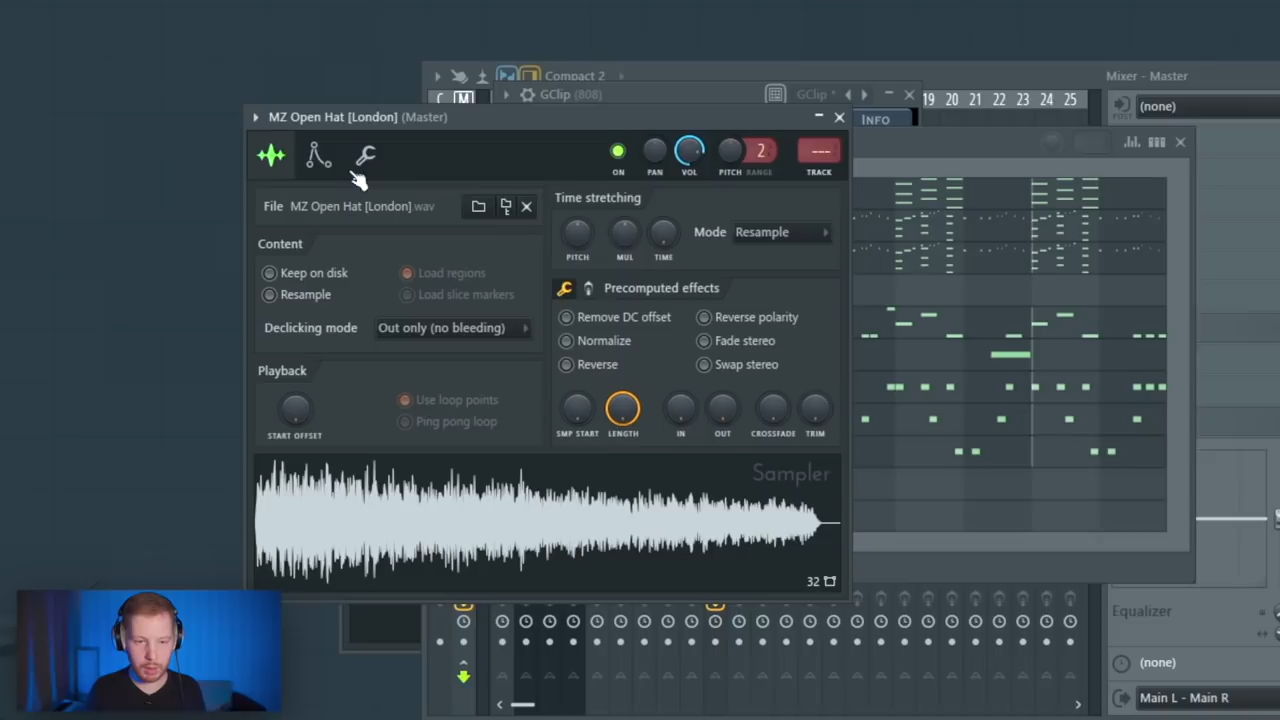 Compact 2
Mixer - Master
C M
GClip (808)
GClip
19 20 21 22 23 24 25
(none)
POST
INFO
MZ Open Hat [London] (Master)
2
---
ON PAN VOL PITCH RANGE TRACK
File MZ Open Hat [London].wav
Time stretching
Mode Resample
PITCH MUL TIME
Content
Keep on disk
Load regions
Resample
Load slice markers
Declicking mode Out only (no bleeding)
Precomputed effects
Remove DC offset
Reverse polarity
Normalize
Fade stereo
Reverse
Swap stereo
Playback
Use loop points
Ping pong loop
START OFFSET
SMP START LENGTH IN OUT CROSSFADE TRIM
Sampler
32
Equalizer
(none)
Main L - Main R